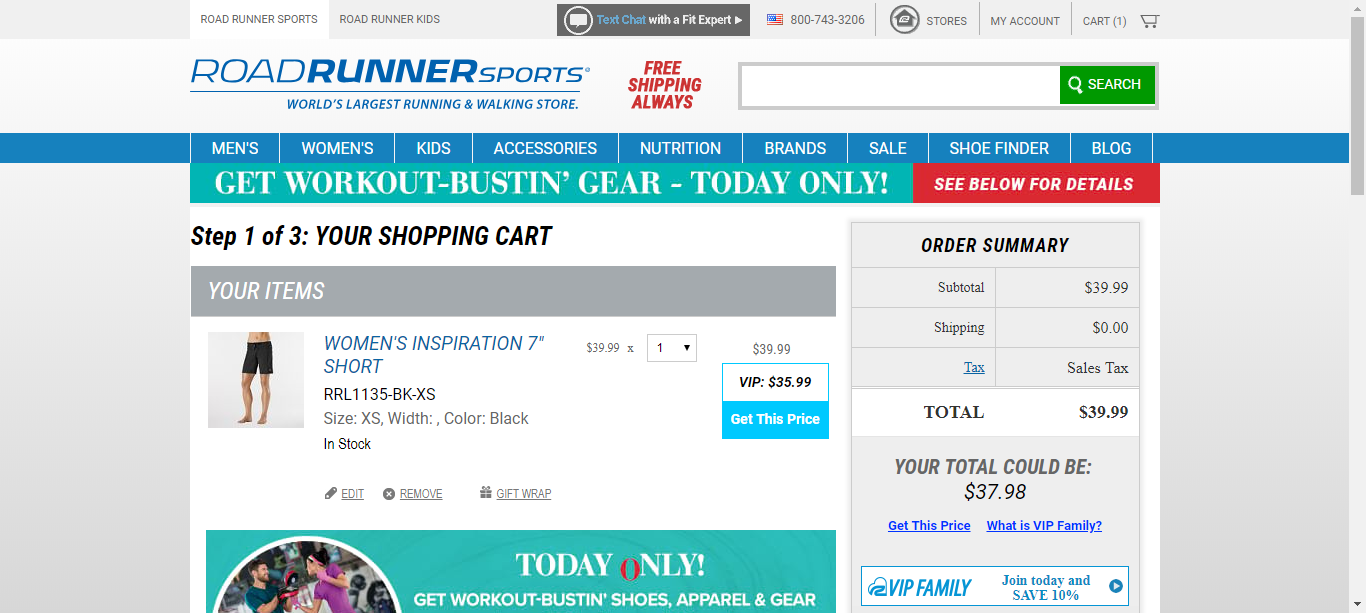 ROAD RUNNER SPORTS
ROAD RUNNER KIDS
Text Chat with a Fit Expert
800-743-3206
STORES
MY ACCOUNT
CART (1)
ROADRUNNERSPORTS
WORLD'S LARGEST RUNNING & WALKING STORE.
FREE
SHIPPING
ALWAYS
SEARCH
MEN'S
WOMEN'S
KIDS
ACCESSORIES
NUTRITION
BRANDS
SALE
SHOE FINDER
BLOG
GET WORKOUT-BUSTIN' GEAR - TODAY ONLY!
SEE BELOW FOR DETAILS
Step 1 of 3: YOUR SHOPPING CART
YOUR ITEMS
WOMEN'S INSPIRATION 7"
SHORT
RRL1135-BK-XS
Size: XS, Width: , Color: Black
In Stock
$39.99 x 1
$39.99
VIP: $35.99
Get This Price
EDIT
REMOVE
GIFT WRAP
TODAY ONLY!
GET WORKOUT-BUSTIN' SHOES, APPAREL & GEAR
ORDER SUMMARY
Subtotal $39.99
Shipping $0.00
Tax Sales Tax
TOTAL $39.99
YOUR TOTAL COULD BE:
$37.98
Get This Price
What is VIP Family?
VIP FAMILY
Join today and
SAVE 10%